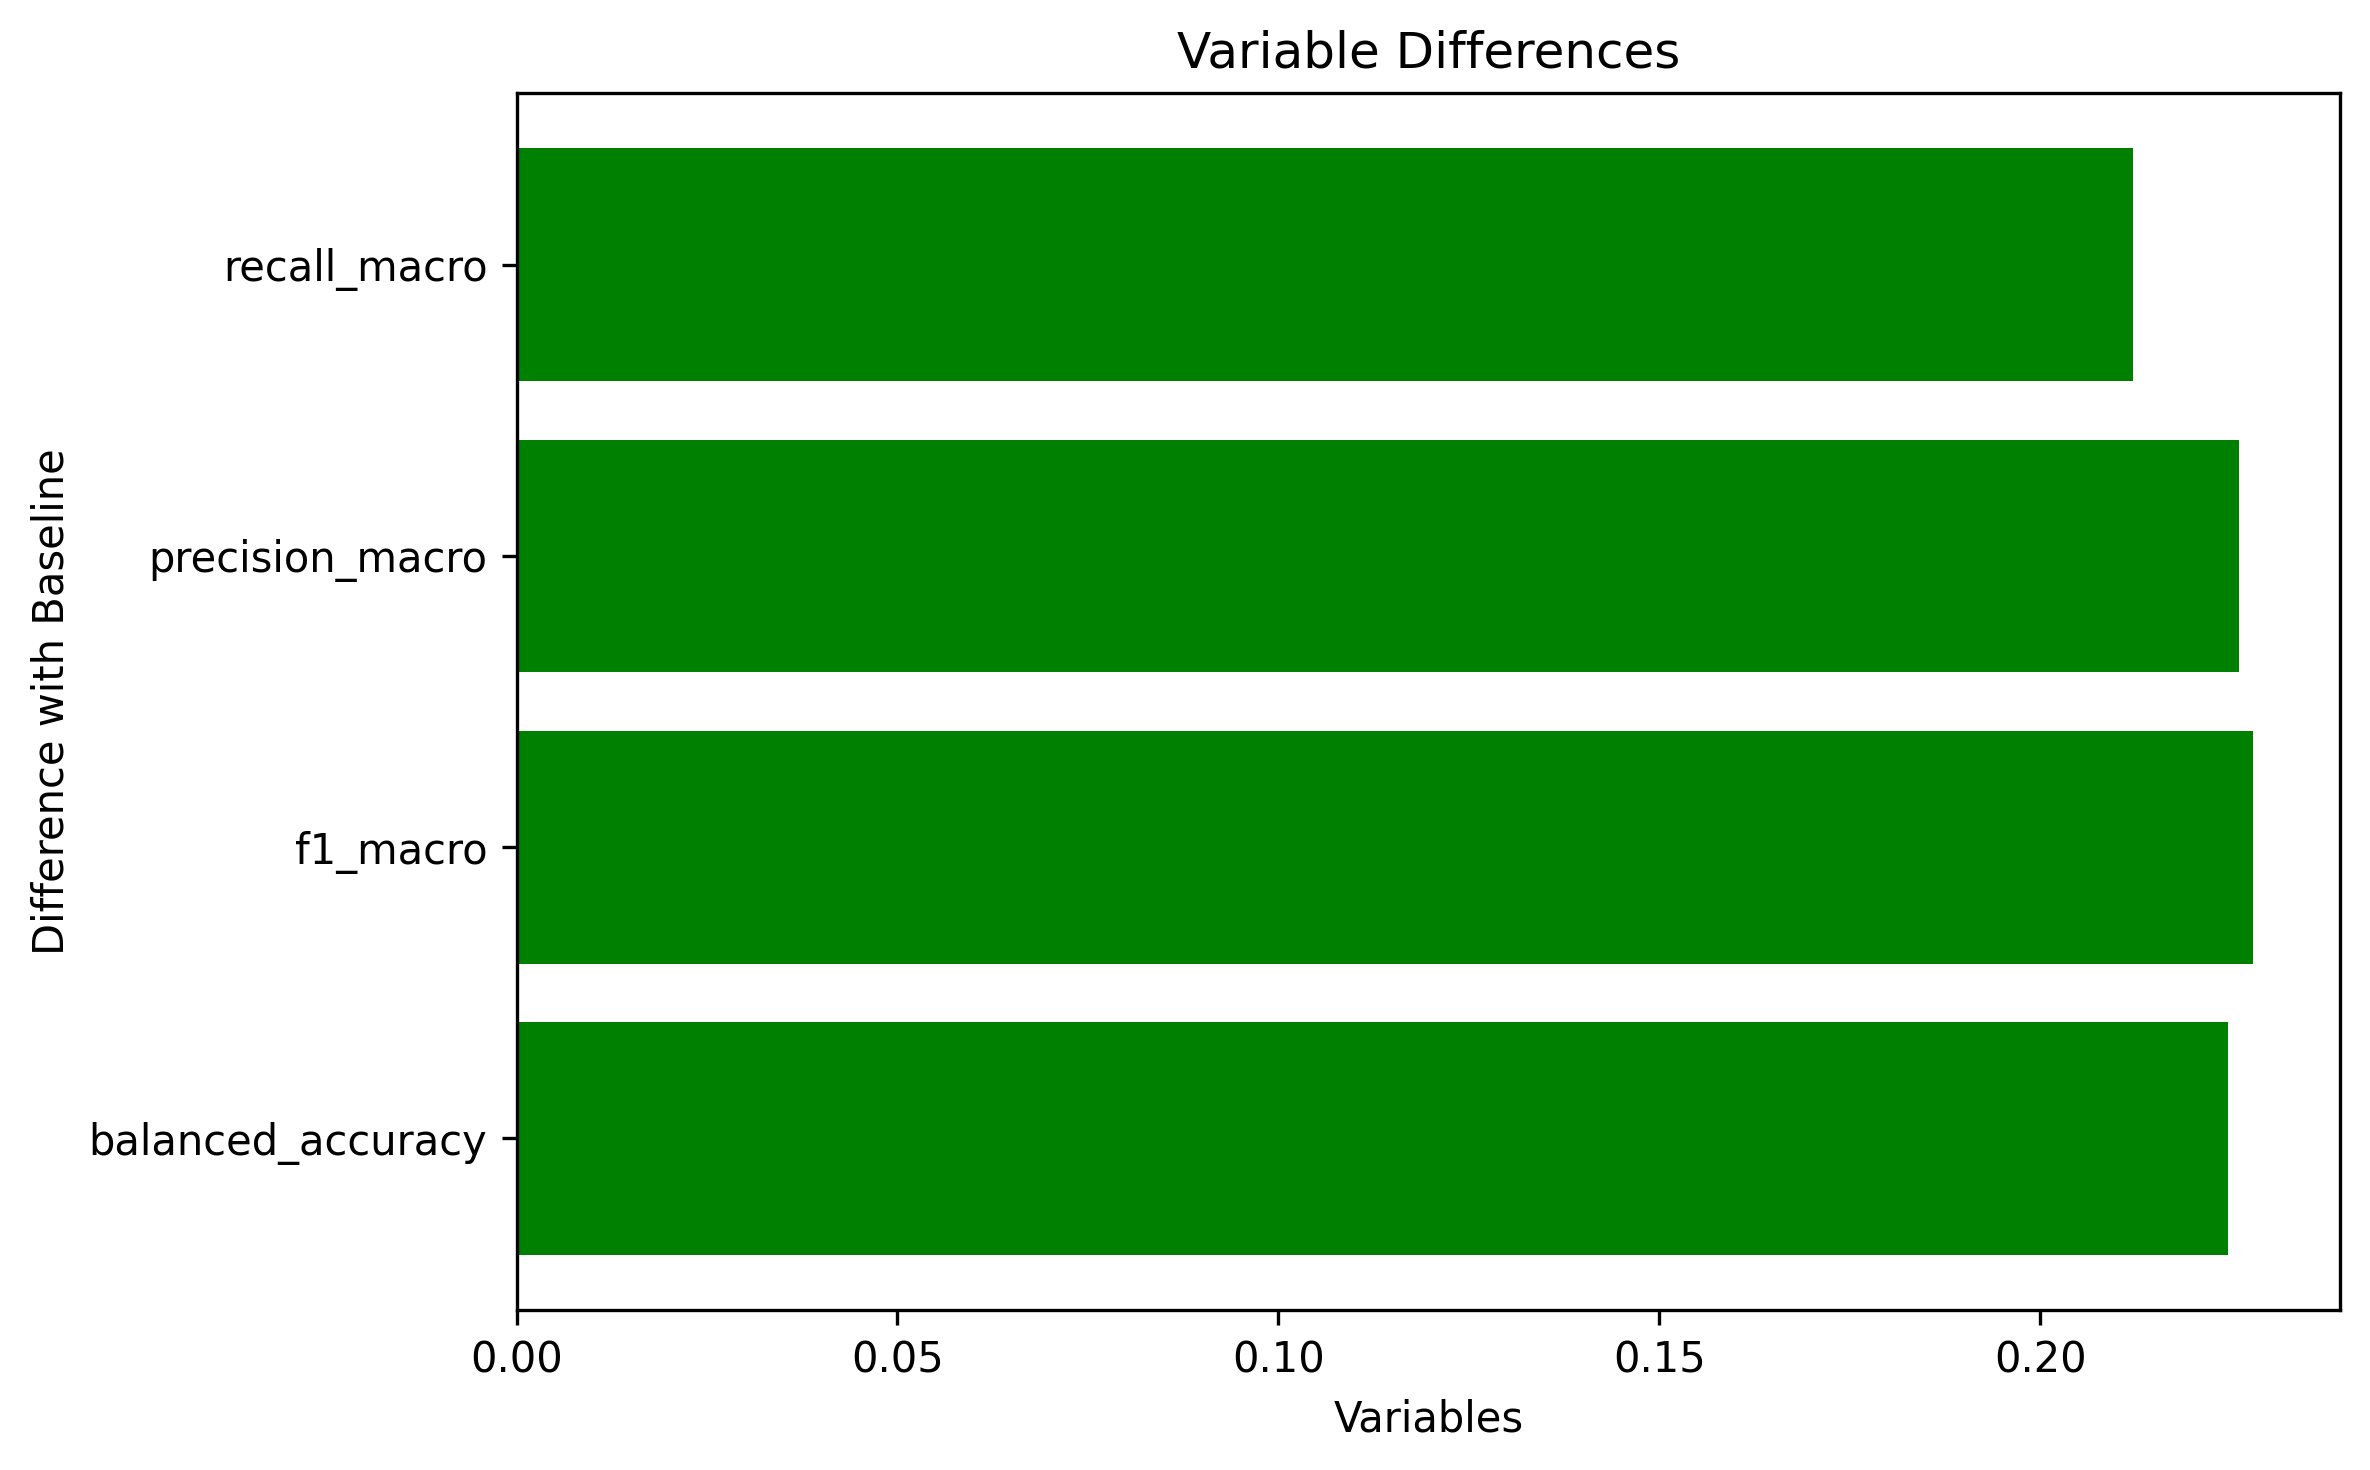 Variable Differences
Difference with Baseline
recall_macro
precision_macro
f1_macro
balanced_accuracy
0.00 0.05 0.10 0.15 0.20
Variables